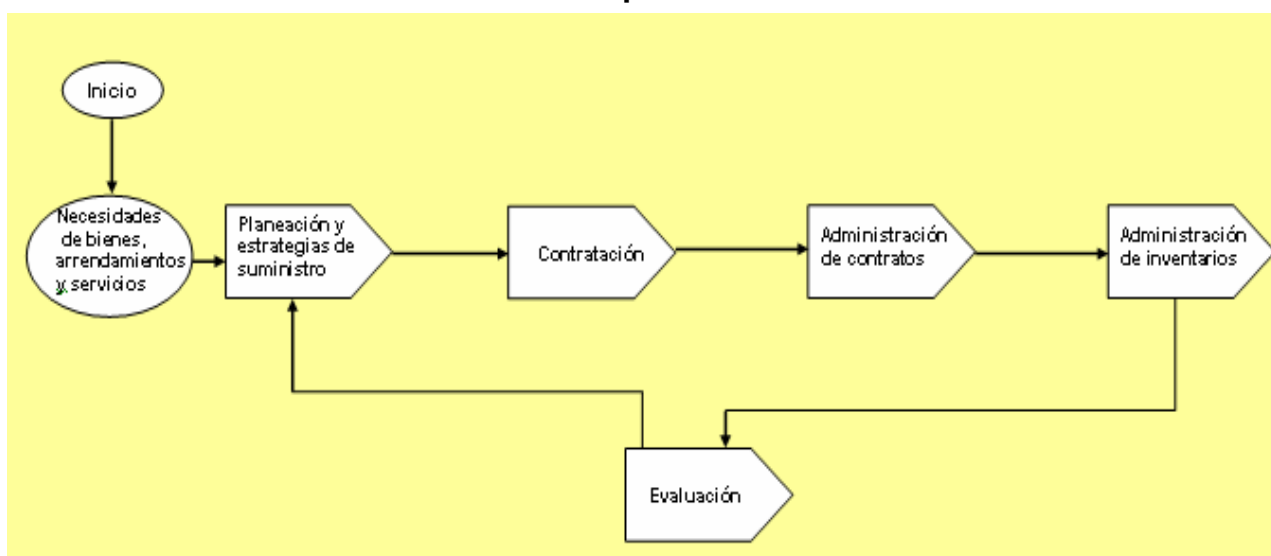 Inicio
Necesidades
de bienes,
arrendamientos
y servicios
Planeación y
estrategias de
suministro
Contratación
Administración
de contratos
Administración
de inventarios
Evaluación